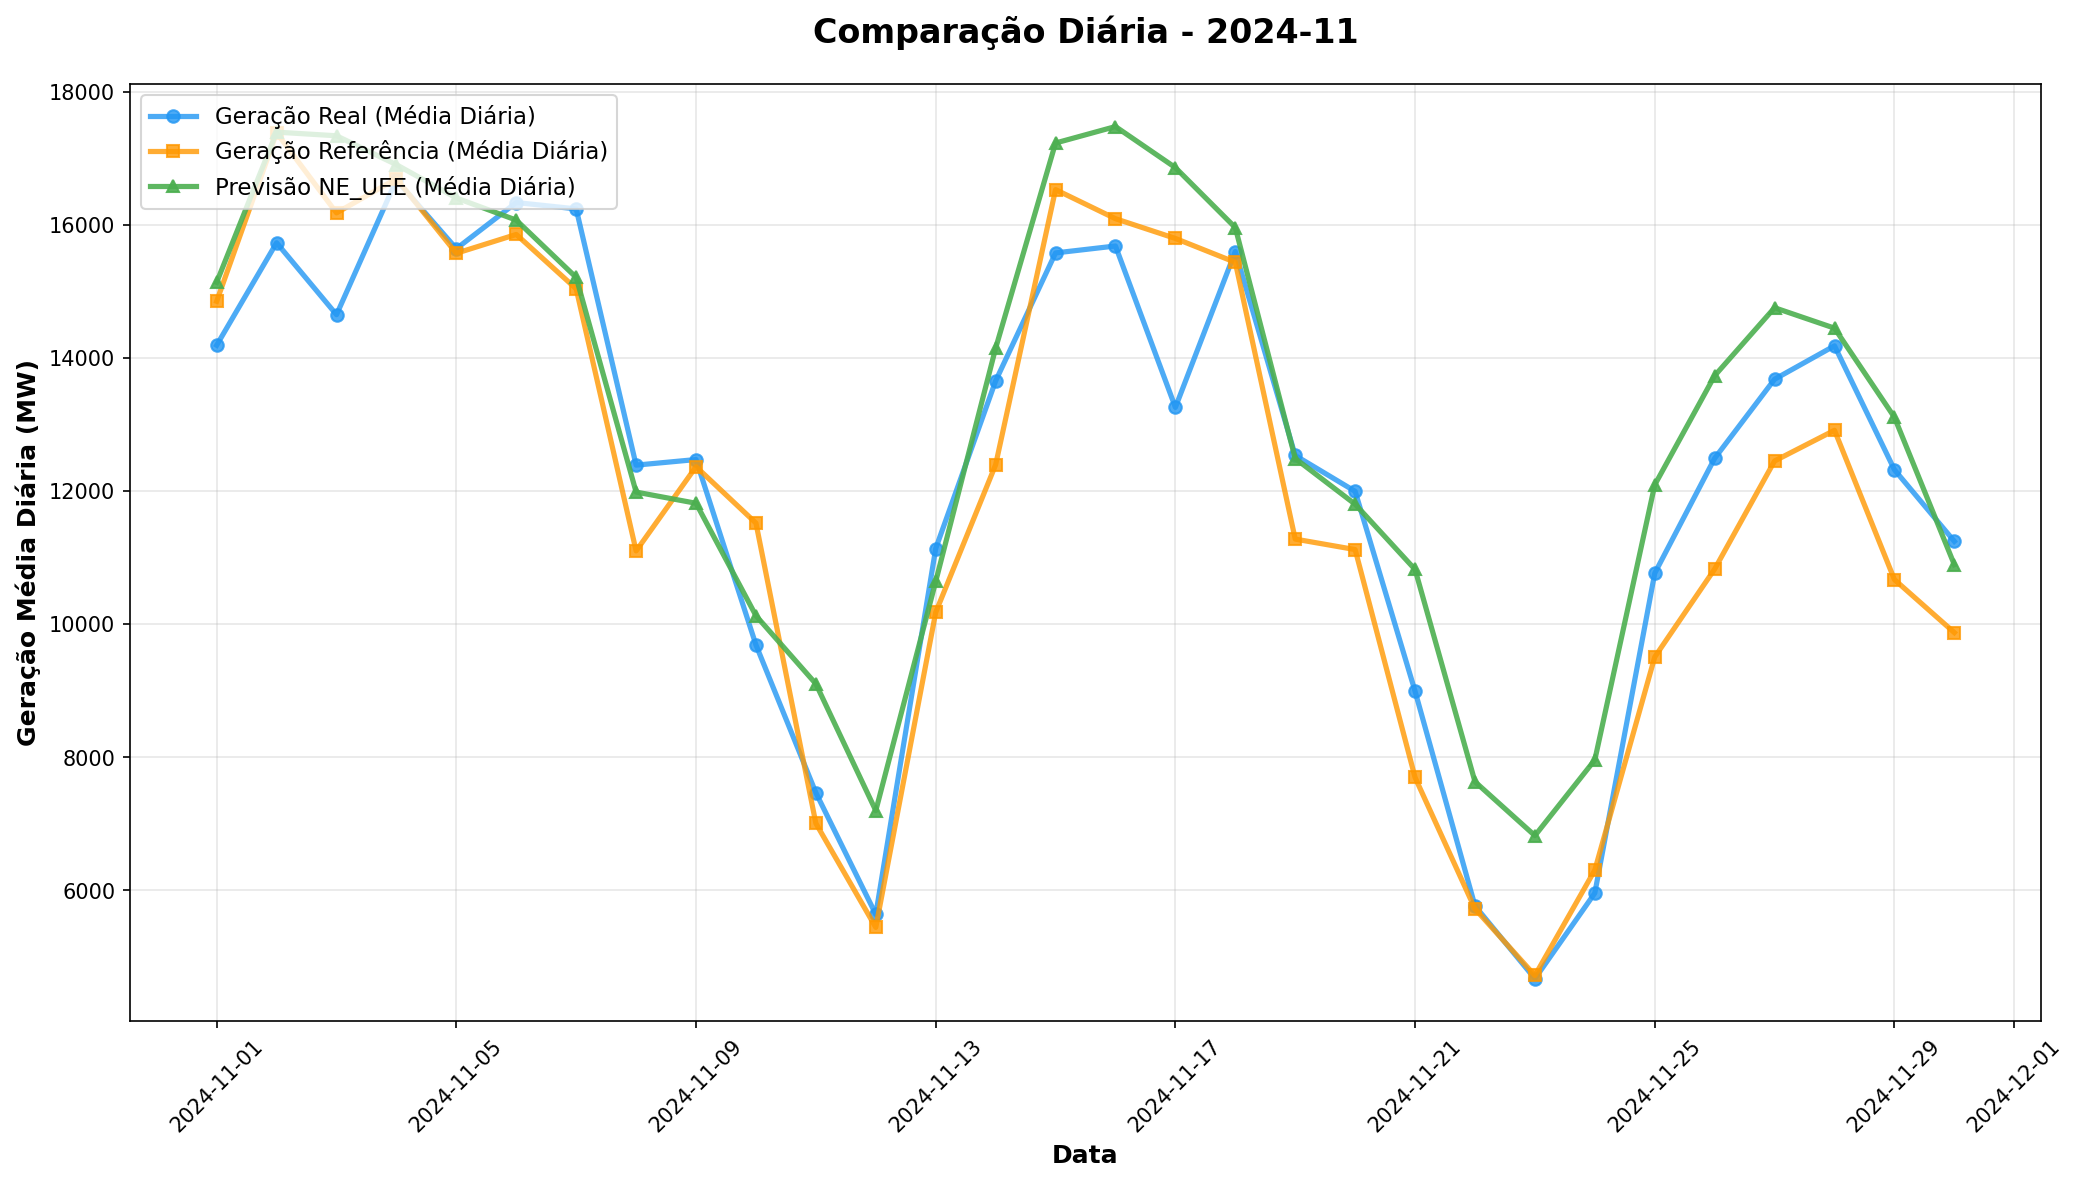 Comparação Diária - 2024-11
Geração Real (Média Diária)
Geração Referência (Média Diária)
Previsão NE_UEE (Média Diária)
Geração Média Diária (MW)
18000
16000
14000
12000
10000
8000
6000
2024-11-01
2024-11-05
2024-11-09
2024-11-13
2024-11-17
2024-11-21
2024-11-25
2024-11-29
2024-12-01
Data